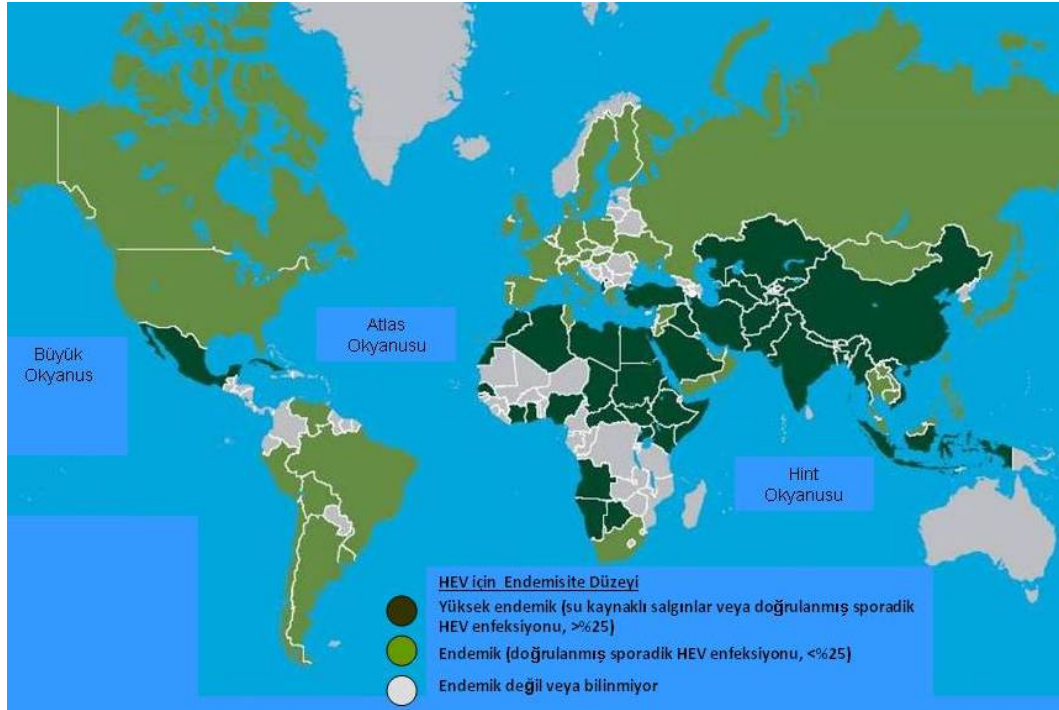 Atlas
Okyanusu
Büyük
Okyanus
Hint
Okyanusu
HEV için Endemisite Düzeyi
Yüksek endemik (su kaynaklı salgınlar veya doğrulanmış sporadik
HEV enfeksiyonu, >%25)
Endemik (doğrulanmış sporadik HEV enfeksiyonu, <%25)
Endemik değil veya bilinmiyor